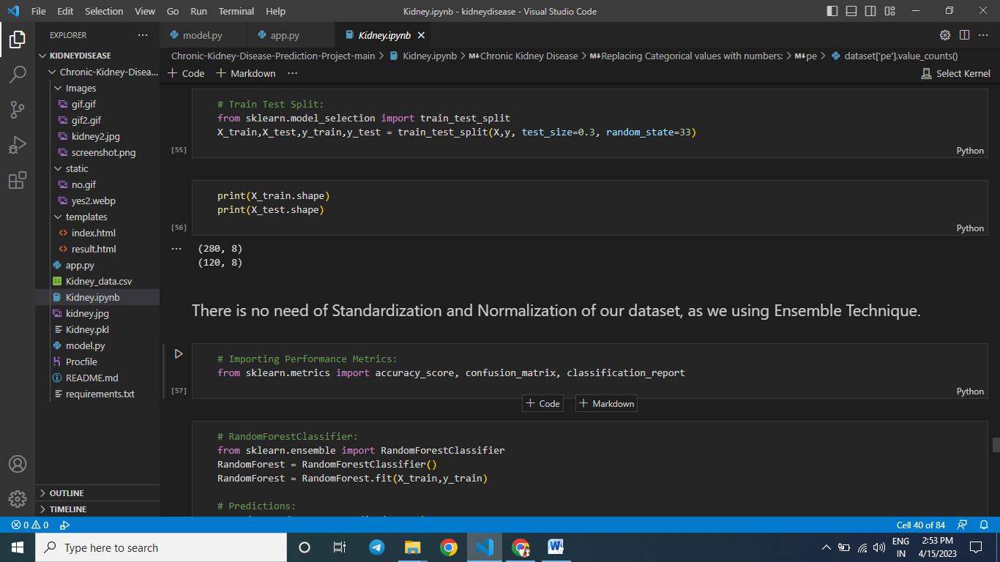 File Edit Selection View Go Run Terminal Help Kidney.ipynb - kidneydisease - Visual Studio Code
EXPLORER
KIDNEYDISEASE
Chronic-Kidney-Disea...
Images
gif.gif
gif2.gif
kidney2.jpg
screenshot.png
static
no.gif
yes2.webp
templates
index.html
result.html
app.py
Kidney_data.csv
Kidney.ipynb
kidney.jpg
Kidney.pkl
model.py
Procfile
README.md
requirements.txt
OUTLINE
TIMELINE
model.py app.py Kidney.ipynb
Chronic-Kidney-Disease-Prediction-Project-main > Kidney.ipynb > M↓Chronic Kidney Disease > M↓Replacing Categorical values with numbers: > M↓pe > dataset['pe'].value_counts()
+ Code + Markdown ... Select Kernel
# Train Test Split:
from sklearn.model_selection import train_test_split
X_train,X_test,y_train,y_test = train_test_split(X,y, test_size=0.3, random_state=33)
[55] Python
print(X_train.shape)
print(X_test.shape)
[56] Python
... (280, 8)
(120, 8)
There is no need of Standardization and Normalization of our dataset, as we using Ensemble Technique.
# Importing Performance Metrics:
from sklearn.metrics import accuracy_score, confusion_matrix, classification_report
[57] Python
+ Code + Markdown
# RandomForestClassifier:
from sklearn.ensemble import RandomForestClassifier
RandomForest = RandomForestClassifier()
RandomForest = RandomForest.fit(X_train,y_train)
# Predictions:
0 0 Cell 40 of 84
Type here to search
ENG
IN
2:53 PM
4/15/2023